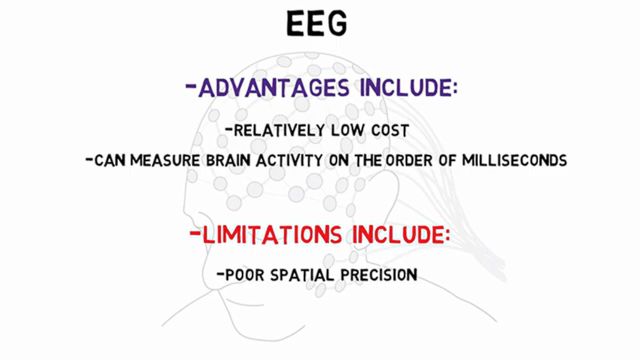 EEG
-ADVANTAGES INCLUDE:
-RELATIVELY LOW COST
-CAN MEASURE BRAIN ACTIVITY ON THE ORDER OF MILLISECONDS
-LIMITATIONS INCLUDE:
-POOR SPATIAL PRECISION